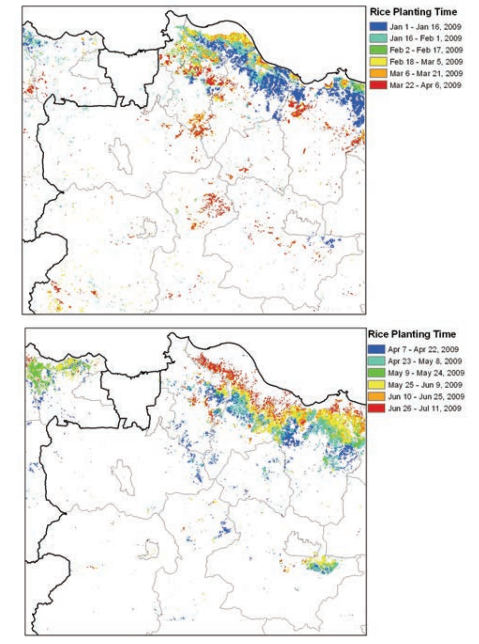 Rice Planting Time
Jan 1 - Jan 16, 2009
Jan 16 - Feb 1, 2009
Feb 2 - Feb 17, 2009
Feb 18 - Mar 5, 2009
Mar 6 - Mar 21, 2009
Mar 22 - Apr 6, 2009
Rice Planting Time
Apr 7 - Apr 22, 2009
Apr 23 - May 8, 2009
May 9 - May 24, 2009
May 25 - Jun 9, 2009
Jun 10 - Jun 25, 2009
Jun 26 - Jul 11, 2009